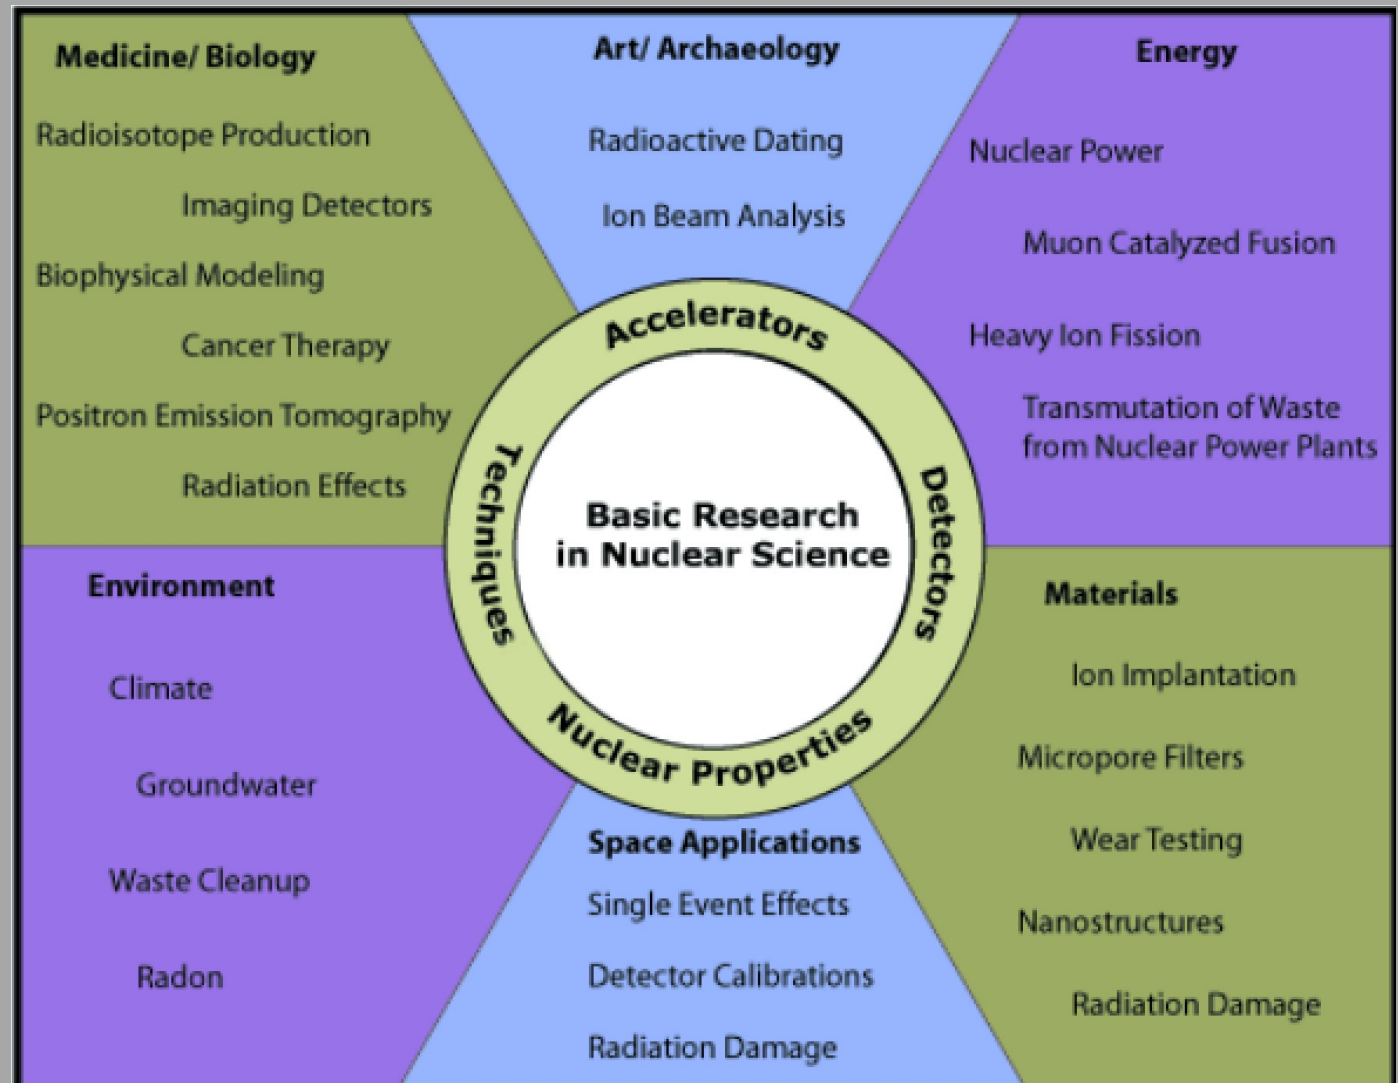 Medicine/ Biology
Radioisotope Production
Imaging Detectors
Biophysical Modeling
Cancer Therapy
Positron Emission Tomography
Radiation Effects
Art/ Archaeology
Radioactive Dating
Ion Beam Analysis
Energy
Nuclear Power
Muon Catalyzed Fusion
Heavy Ion Fission
Transmutation of Waste
from Nuclear Power Plants
Accelerators
Techniques
Detectors
Nuclear Properties
Basic Research
in Nuclear Science
Environment
Climate
Groundwater
Waste Cleanup
Radon
Space Applications
Single Event Effects
Detector Calibrations
Radiation Damage
Materials
Ion Implantation
Micropore Filters
Wear Testing
Nanostructures
Radiation Damage